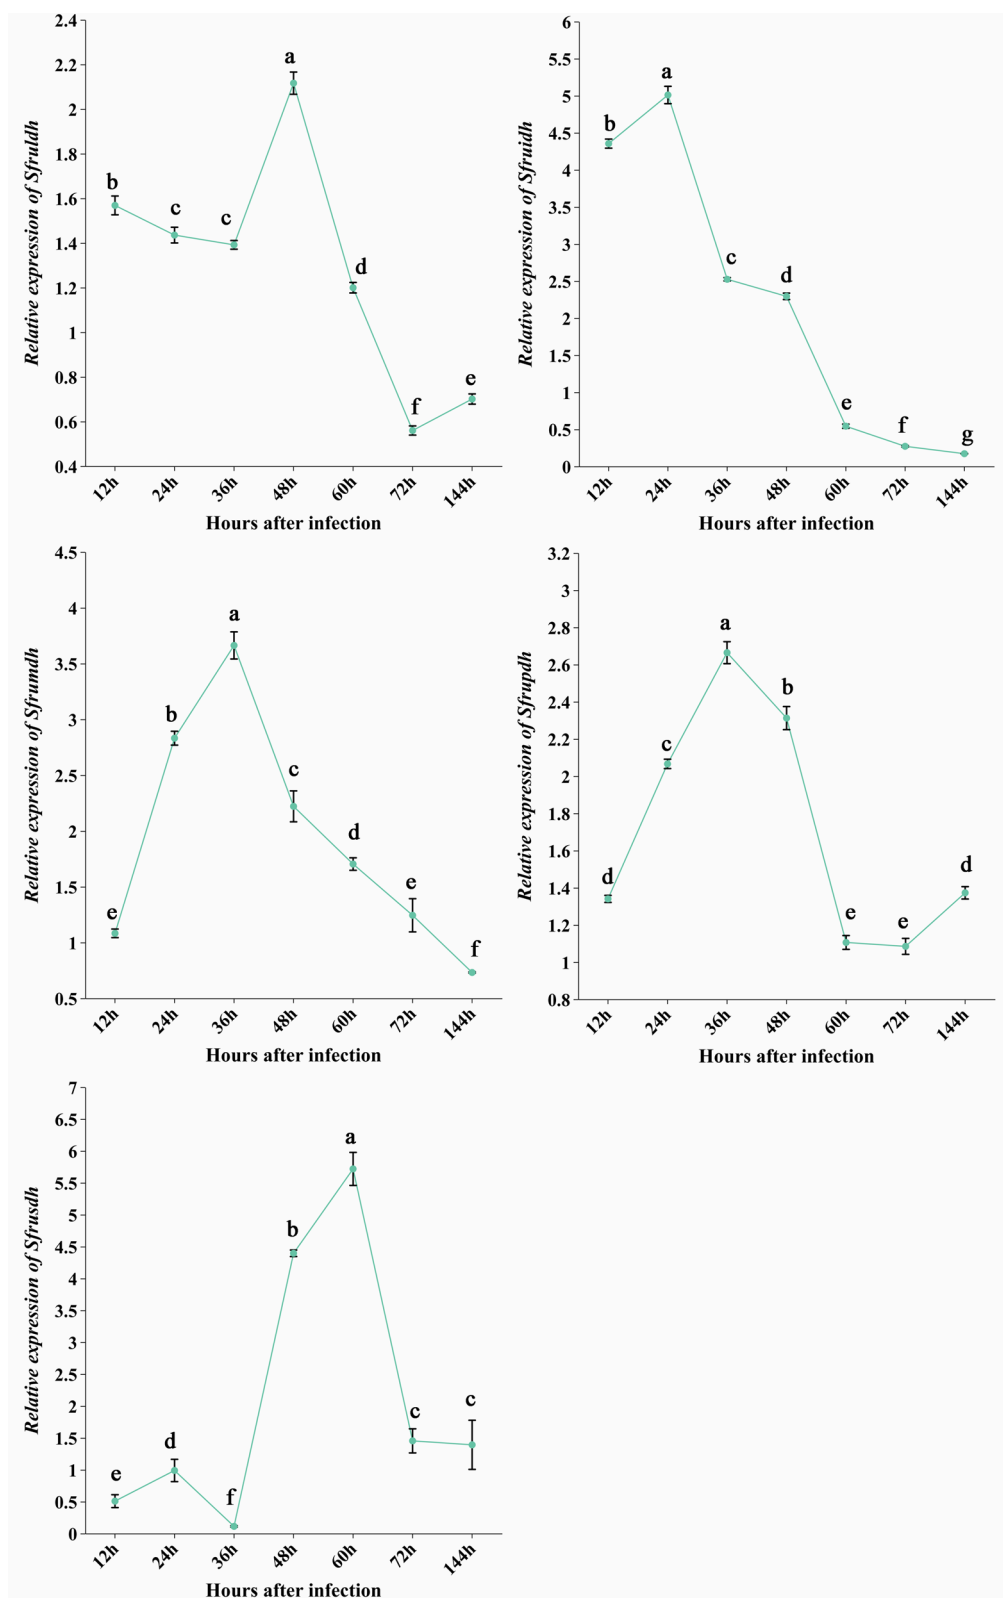 Relative expression of Sfruldh
2.4
2.2
2
1.8
1.6
1.4
1.2
1
0.8
0.6
0.4
b
c
c
a
d
f
e
12h
24h
36h
48h
60h
72h
144h
Hours after infection
Relative expression of Sfruidh
6
5.5
5
4.5
4
3.5
3
2.5
2
1.5
1
0.5
0
b
a
c
d
e
f
g
12h
24h
36h
48h
60h
72h
144h
Hours after infection
Relative expression of Sfrumdh
4.5
4
3.5
3
2.5
2
1.5
1
0.5
e
b
a
c
d
e
f
12h
24h
36h
48h
60h
72h
144h
Hours after infection
Relative expression of Sfrupdh
3.2
3
2.8
2.6
2.4
2.2
2
1.8
1.6
1.4
1.2
1
0.8
d
c
a
b
e
e
d
12h
24h
36h
48h
60h
72h
144h
Hours after infection
Relative expression of Sfrusdh
7
6.5
6
5.5
5
4.5
4
3.5
3
2.5
2
1.5
1
0.5
0
e
d
f
b
a
c
c
12h
24h
36h
48h
60h
72h
144h
Hours after infection